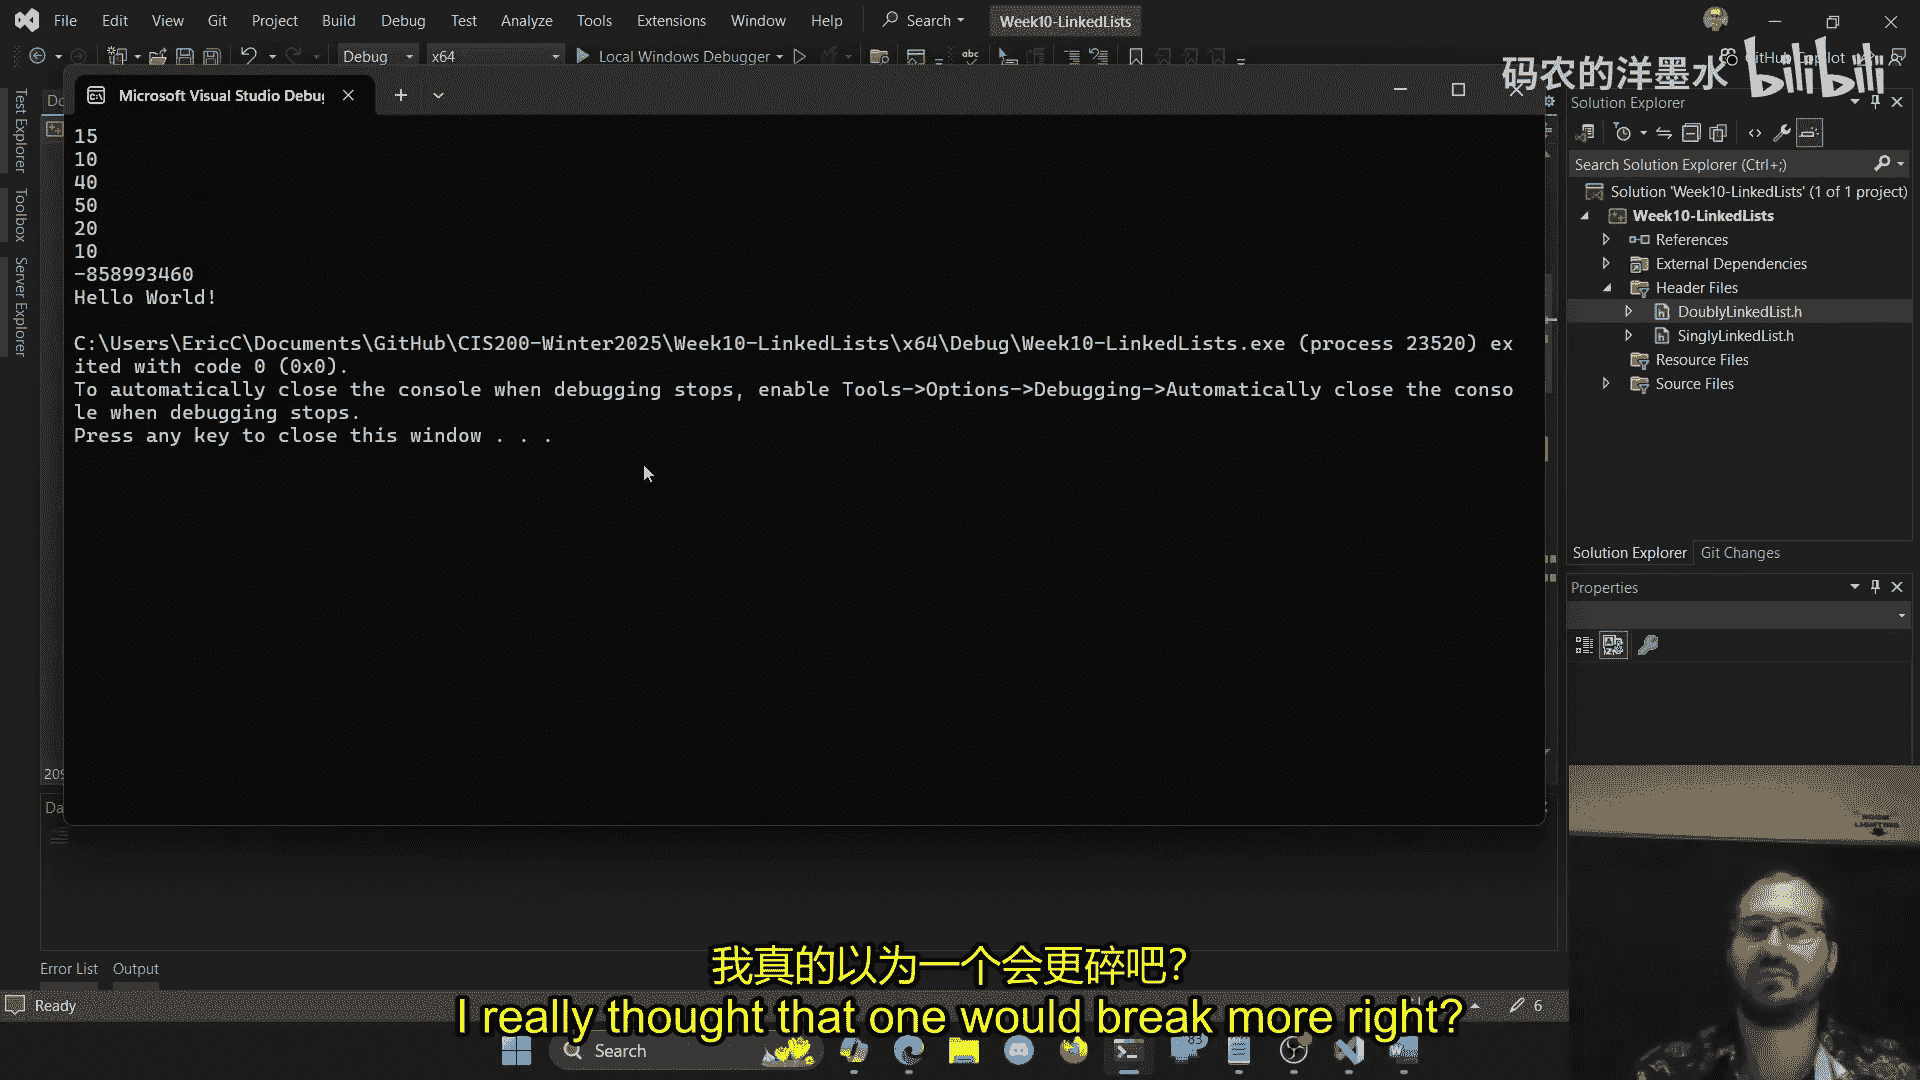 File Edit View Git Project Build Debug Test Analyze Tools Extensions Window Help Search Week10-LinkedLists
Debug x64 Local Windows Debugger
码农的洋墨水 bilibili
Microsoft Visual Studio Debu
Test Explorer
Toolbox
Server Explorer
15
10
40
50
20
10
-858993460
Hello World!
C:\Users\EricC\Documents\GitHub\CIS200-Winter2025\Week10-LinkedLists\x64\Debug\Week10-LinkedLists.exe (process 23520) ex
ited with code 0 (0x0).
To automatically close the console when debugging stops, enable Tools->Options->Debugging->Automatically close the conso
le when debugging stops.
Press any key to close this window . . .
Solution Explorer
Search Solution Explorer (Ctrl+;)
Solution 'Week10-LinkedLists' (1 of 1 project)
Week10-LinkedLists
References
External Dependencies
Header Files
DoublyLinkedList.h
SinglyLinkedList.h
Resource Files
Source Files
Solution Explorer Git Changes
Properties
Error List Output
Ready
6
我真的以为一个会更碎吧?
I really thought that one would break more right?
Search